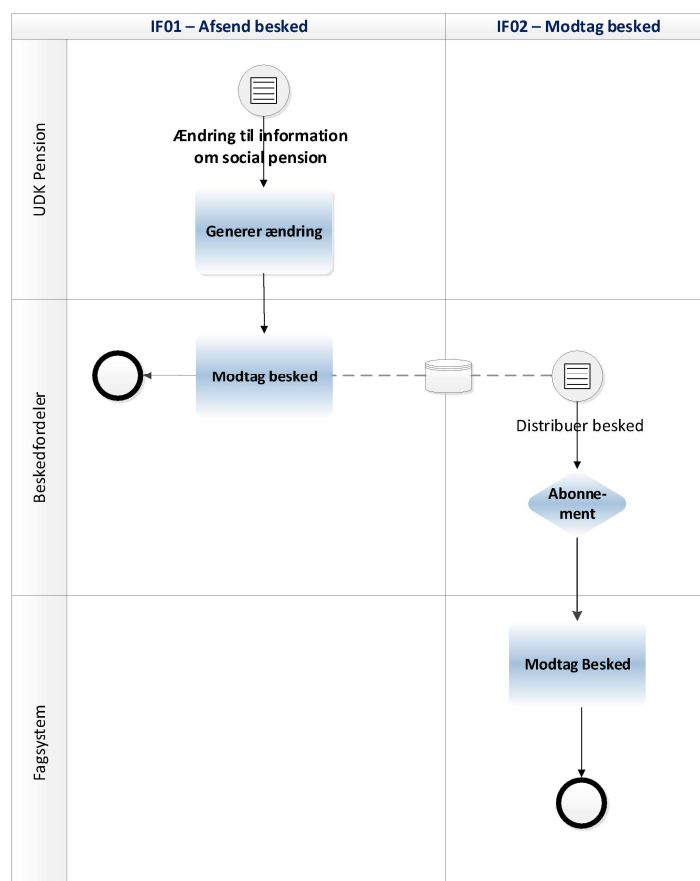 IF01 – Afsend besked
IF02 – Modtag besked
UDK Pension
Ændring til information
om social pension
Generer ændring
Beskedfordeler
Modtag besked
Distribuer besked
Abonne-
ment
Fagsystem
Modtag Besked